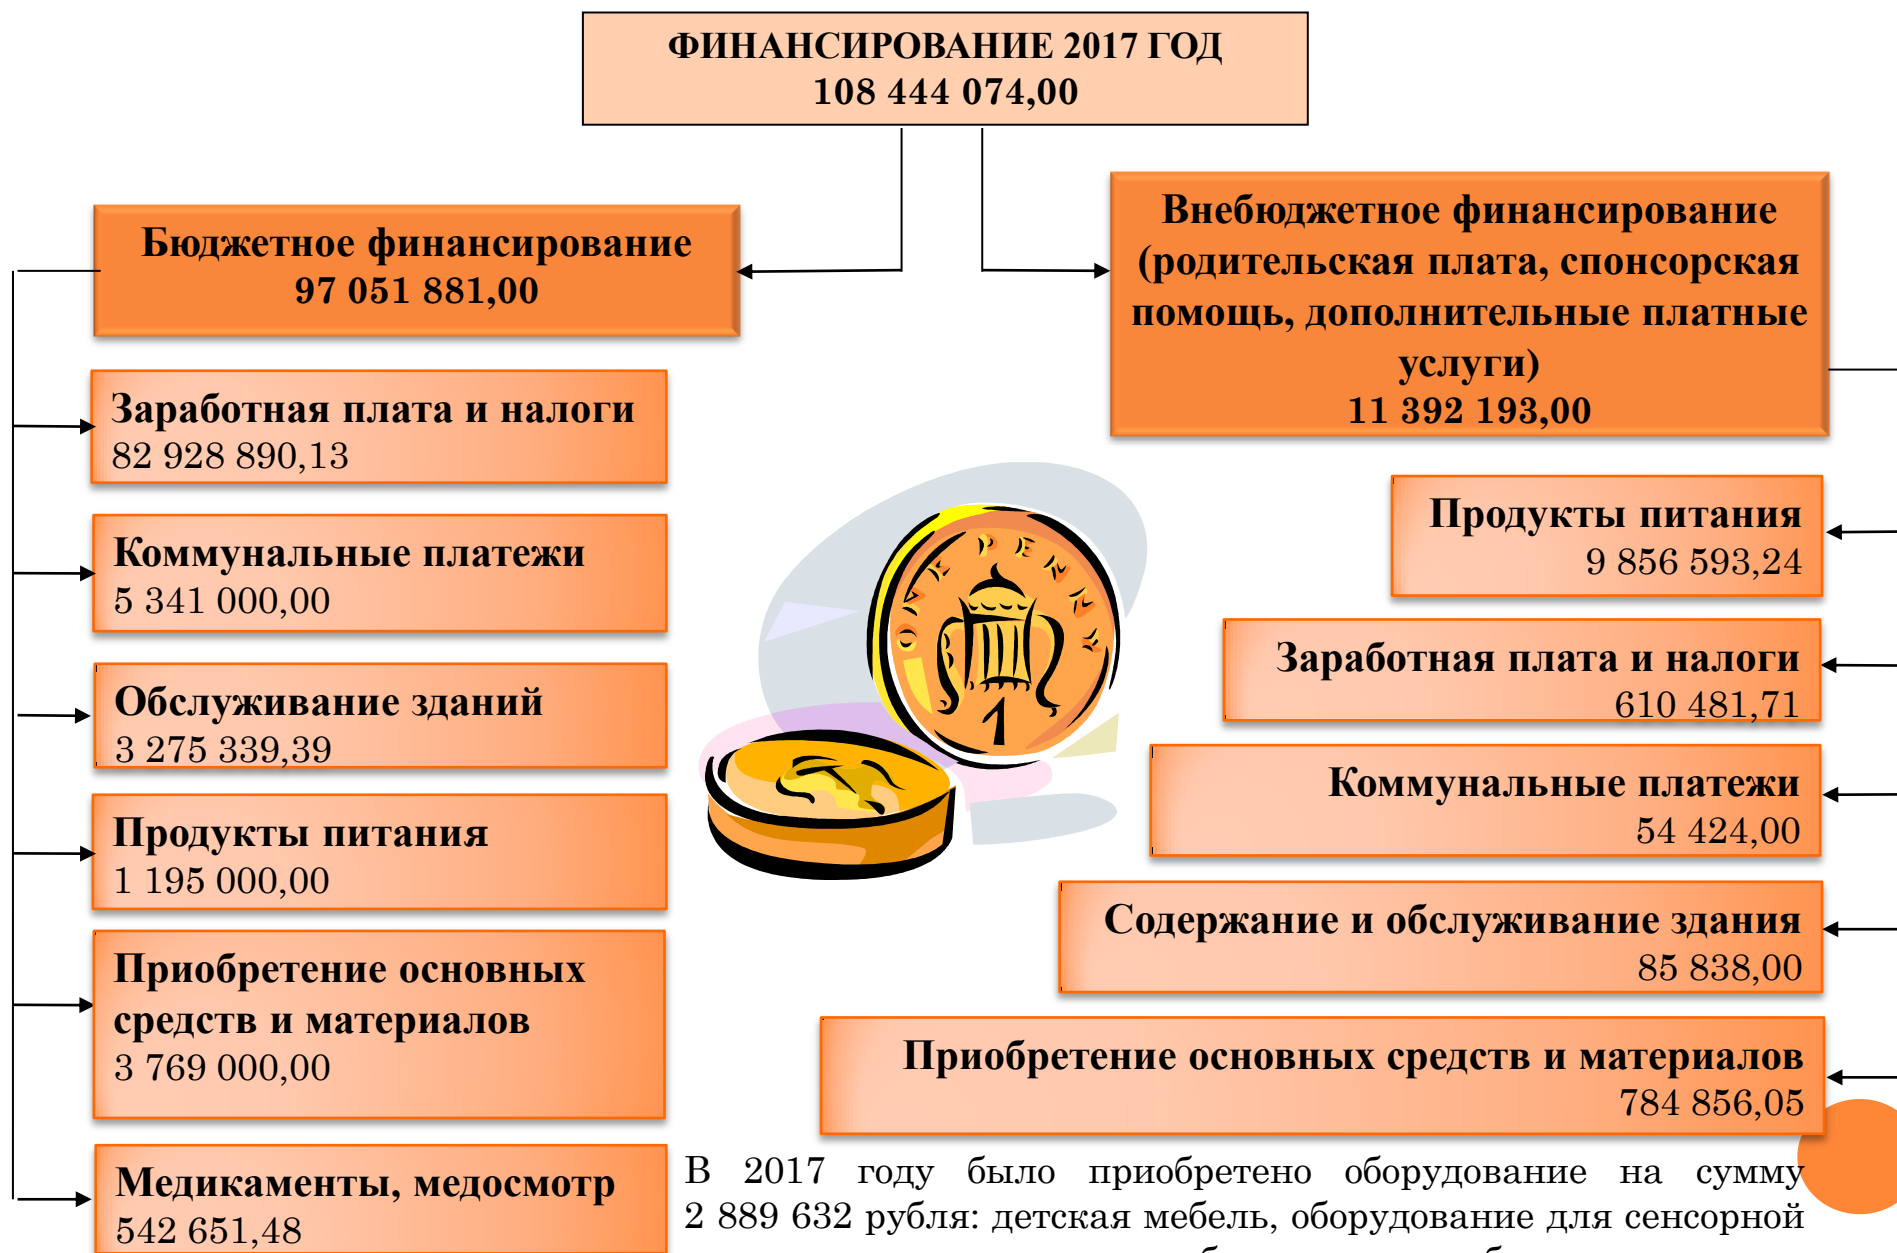 ФИНАНСИРОВАНИЕ 2017 ГОД
108 444 074,00
Бюджетное финансирование
97 051 881,00
Заработная плата и налоги
82 928 890,13
Коммунальные платежи
5 341 000,00
Обслуживание зданий
3 275 339,39
Продукты питания
1 195 000,00
Приобретение основных
средств и материалов
3 769 000,00
Медикаменты, медосмотр
542 651,48
Внебюджетное финансирование
(родительская плата, спонсорская
помощь, дополнительные платные
услуги)
11 392 193,00
Продукты питания
9 856 593,24
Заработная плата и налоги
610 481,71
Коммунальные платежи
54 424,00
Содержание и обслуживание здания
85 838,00
Приобретение основных средств и материалов
784 856,05
ONE PENNY
1
В 2017 году было приобретено оборудование на сумму
2 889 632 рубля: детская мебель, оборудование для сенсорной